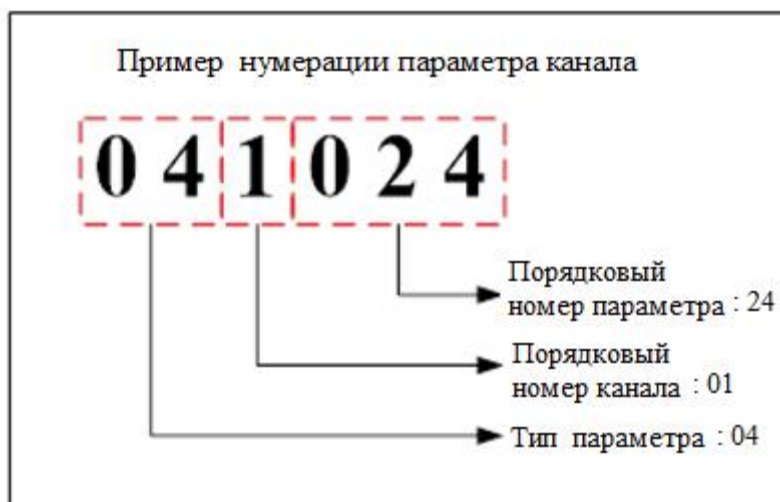 Пример нумерации параметра канала
0 4 1 0 2 4
Порядковый
номер параметра : 24
Порядковый
номер канала : 01
Тип параметра : 04